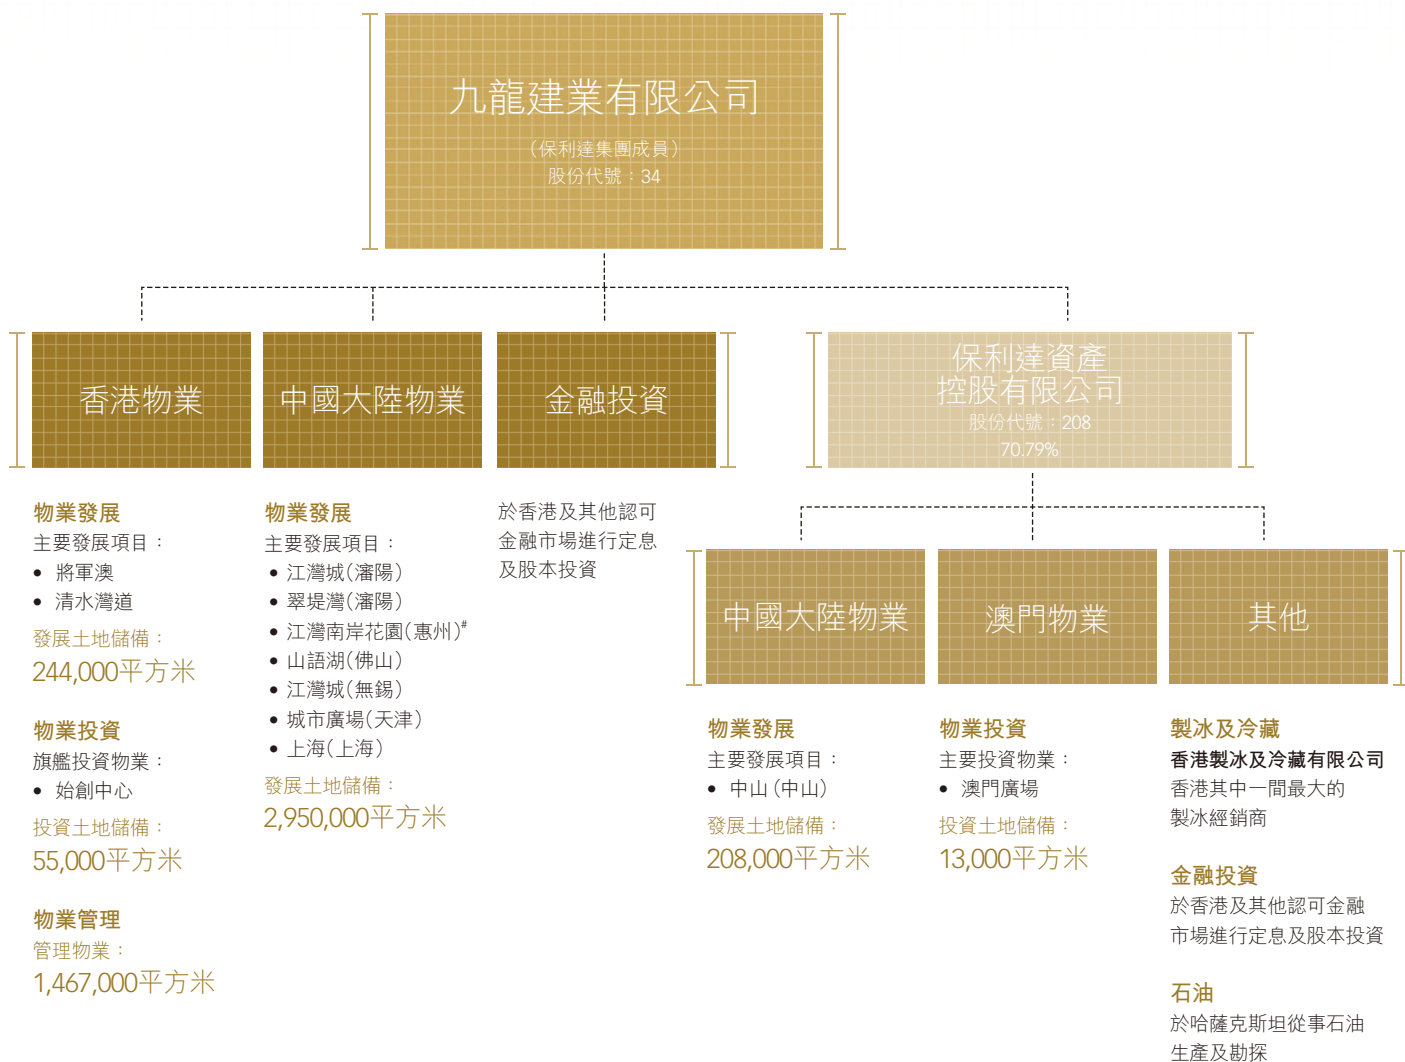 九龍建業有限公司
（保利達集團成員）
股份代號：34
香港物業
物業發展
主要發展項目：
• 將軍澳
• 清水灣道
發展土地儲備：
244,000平方米
物業投資
旗艦投資物業：
• 始創中心
投資土地儲備：
55,000平方米
物業管理
管理物業：
1,467,000平方米
中國大陸物業
物業發展
主要發展項目：
• 江灣城（瀋陽）
• 翠堤灣（瀋陽）
• 江灣南岸花園（惠州）#
• 山語湖（佛山）
• 江灣城（無錫）
• 城市廣場（天津）
• 上海（上海）
發展土地儲備：
2,950,000平方米
金融投資
於香港及其他認可
金融市場進行定息
及股本投資
保利達資產
控股有限公司
股份代號：208
70.79%
中國大陸物業
物業發展
主要發展項目：
• 中山（中山）
發展土地儲備：
208,000平方米
澳門物業
物業投資
主要投資物業：
• 澳門廣場
投資土地儲備：
13,000平方米
其他
製冰及冷藏
香港製冰及冷藏有限公司
香港其中一間最大的
製冰經銷商
金融投資
於香港及其他認可金融
市場進行定息及股本投資
石油
於哈薩克斯坦從事石油
生產及勘探